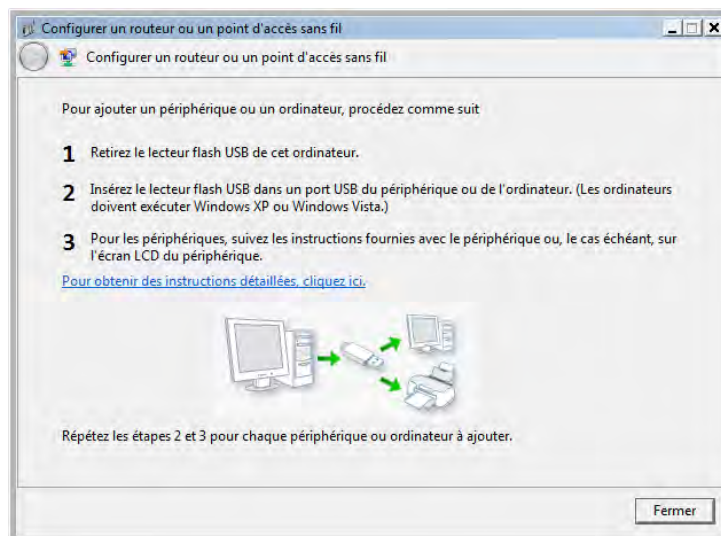 Configurer un routeur ou un point d'accès sans fil
Configurer un routeur ou un point d'accès sans fil
Pour ajouter un périphérique ou un ordinateur, procédez comme suit
1 Retirez le lecteur flash USB de cet ordinateur.
2 Insérez le lecteur flash USB dans un port USB du périphérique ou de l'ordinateur. (Les ordinateurs
doivent exécuter Windows XP ou Windows Vista.)
3 Pour les périphériques, suivez les instructions fournies avec le périphérique ou, le cas échéant, sur
l'écran LCD du périphérique.
Pour obtenir des instructions détaillées, cliquez ici.
Répétez les étapes 2 et 3 pour chaque périphérique ou ordinateur à ajouter.
Fermer